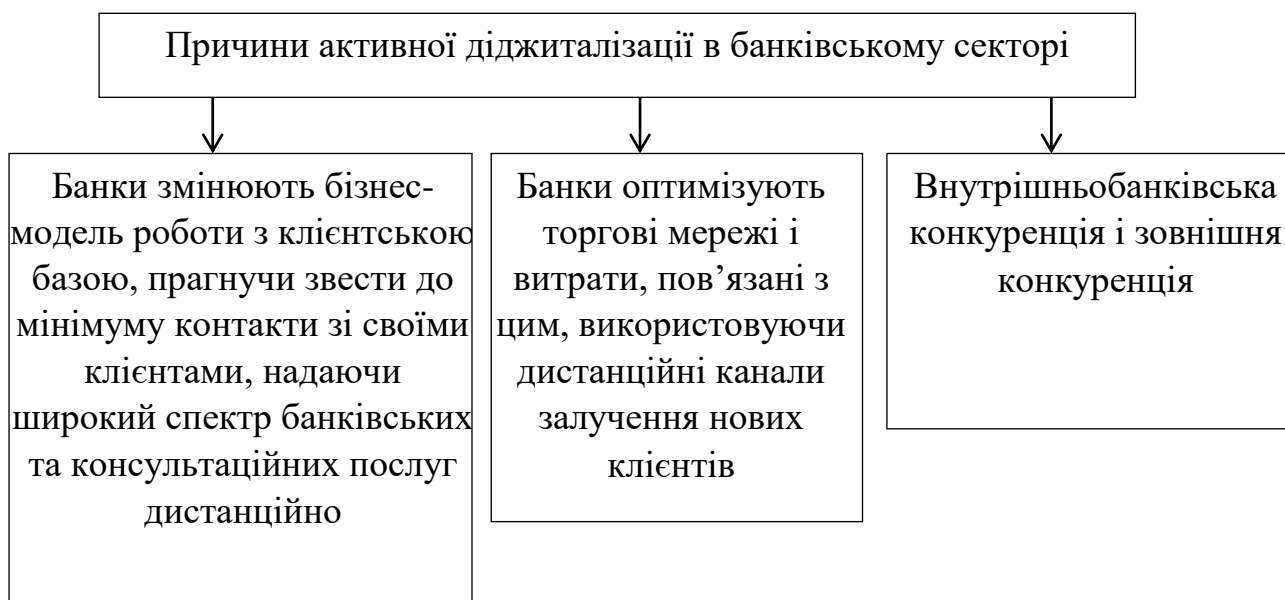 Причини активної діджиталізації в банківському секторі
Банки змінюють бізнес-
модель роботи з клієнтською
базою, прагнучи звести до
мінімуму контакти зі своїми
клієнтами, надаючи
широкий спектр банківських
та консультаційних послуг
дистанційно
Банки оптимізують
торгові мережі і
витрати, пов’язані з
цим, використовуючи
дистанційні канали
залучення нових
клієнтів
Внутрішньобанківська
конкуренція і зовнішня
конкуренція